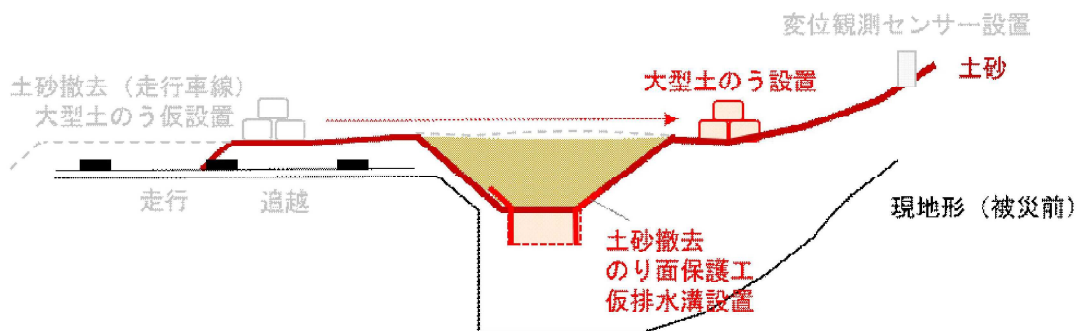 変位観測センサー設置
土砂
大型土のう設置
土砂撤去（走行車線）
大型土のう仮設置
走行
追越
現地形（被災前）
土砂撤去
のり面保護工
仮排水溝設置